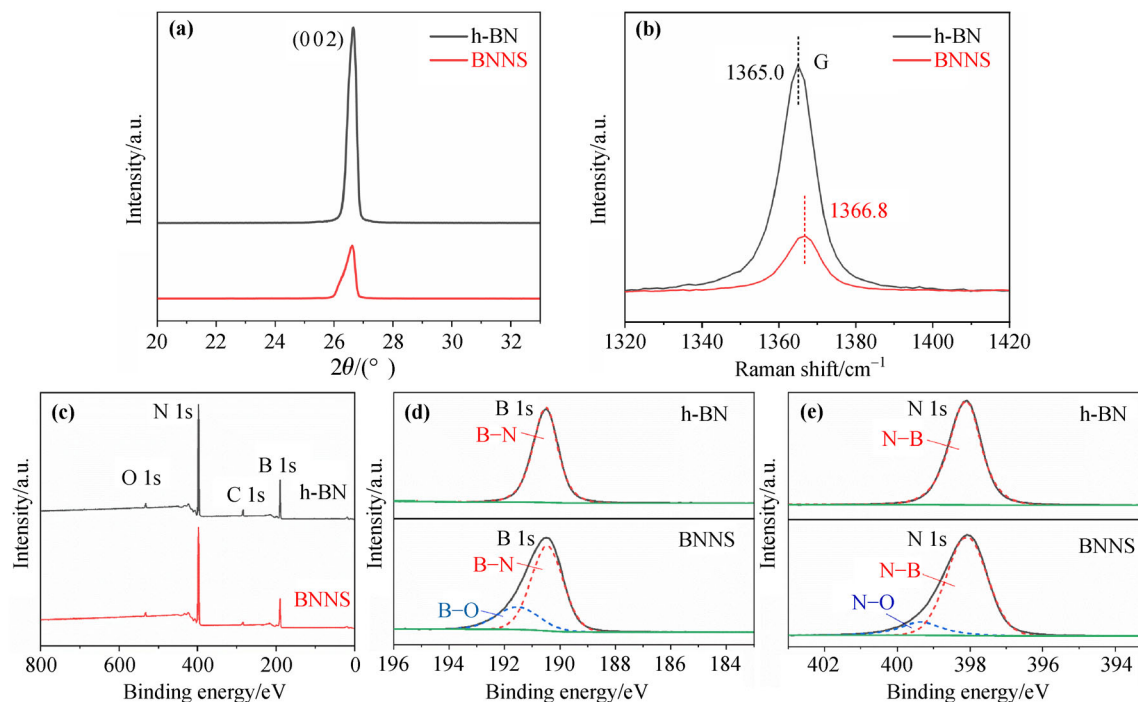 (a)
(002)
h-BN
BNNS
Intensity/a.u.
20 22 24 26 28 30 32
2θ/(°)
(b)
1365.0
G
h-BN
BNNS
1366.8
Intensity/a.u.
1320 1340 1360 1380 1400 1420
Raman shift/cm⁻¹
(c)
N 1s
O 1s
C 1s
B 1s
h-BN
BNNS
Intensity/a.u.
800 600 400 200 0
Binding energy/eV
(d)
B 1s
h-BN
B−N
B 1s
BNNS
B−N
B−O
Intensity/a.u.
196 194 192 190 188 186 184
Binding energy/eV
(e)
N 1s
h-BN
N−B
N 1s
BNNS
N−B
N−O
Intensity/a.u.
402 400 398 396 394
Binding energy/eV